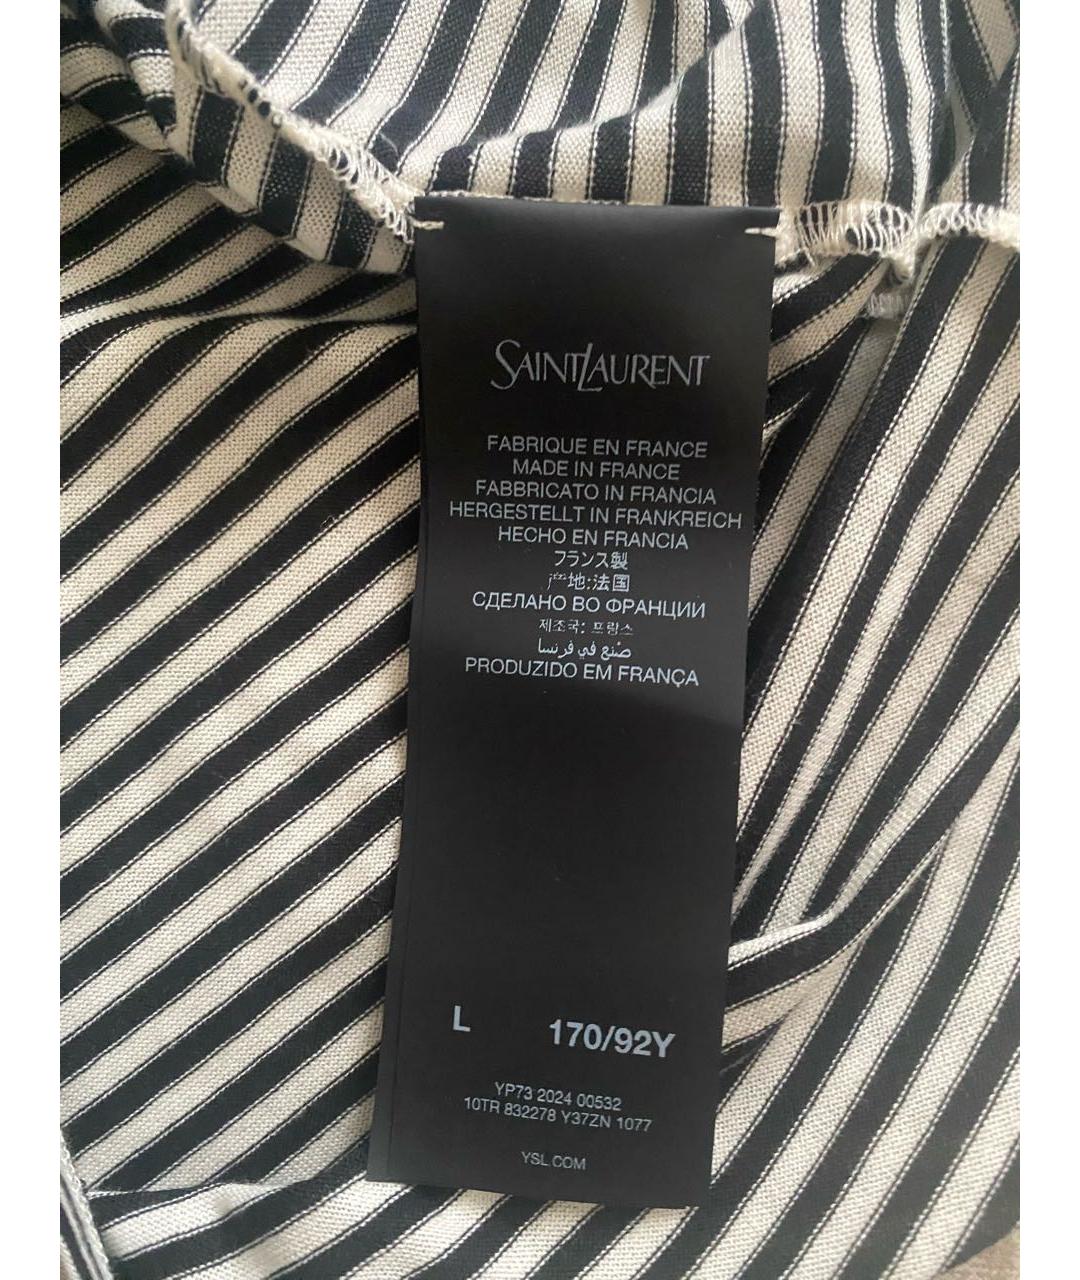 SAINT LAURENT
FABRIQUE EN FRANCE
MADE IN FRANCE
FABBRICATO IN FRANCIA
HERGESTELLT IN FRANKREICH
HECHO EN FRANCIA
フランス製
产地:法国
СДЕЛАНО ВО ФРАНЦИИ
제조국: 프랑스
صنع في فرنسا
PRODUZIDO EM FRANÇA
L 170/92Y
YP73 2024 00532
10TR 832278 Y37ZN 1077
YSL.COM